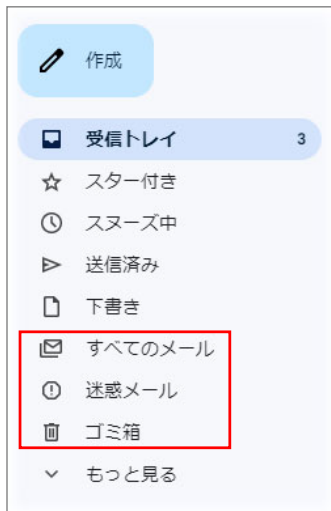 作成
受信トレイ 3
スター付き
スヌーズ中
送信済み
下書き
すべてのメール
迷惑メール
ゴミ箱
もっと見る